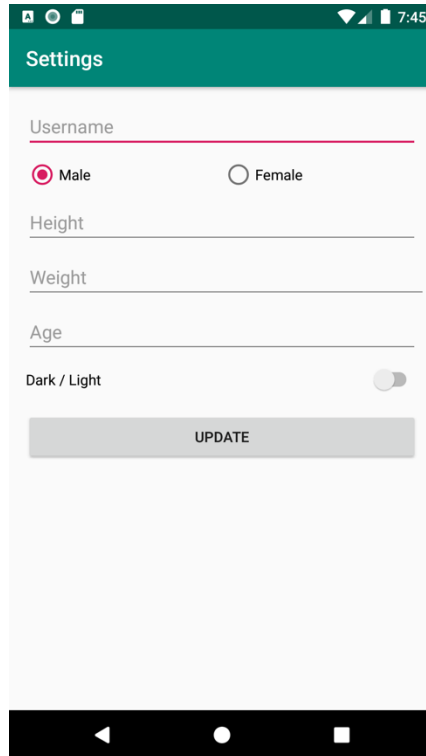 A 7:45
Settings
Username
Male Female
Height
Weight
Age
Dark / Light
UPDATE